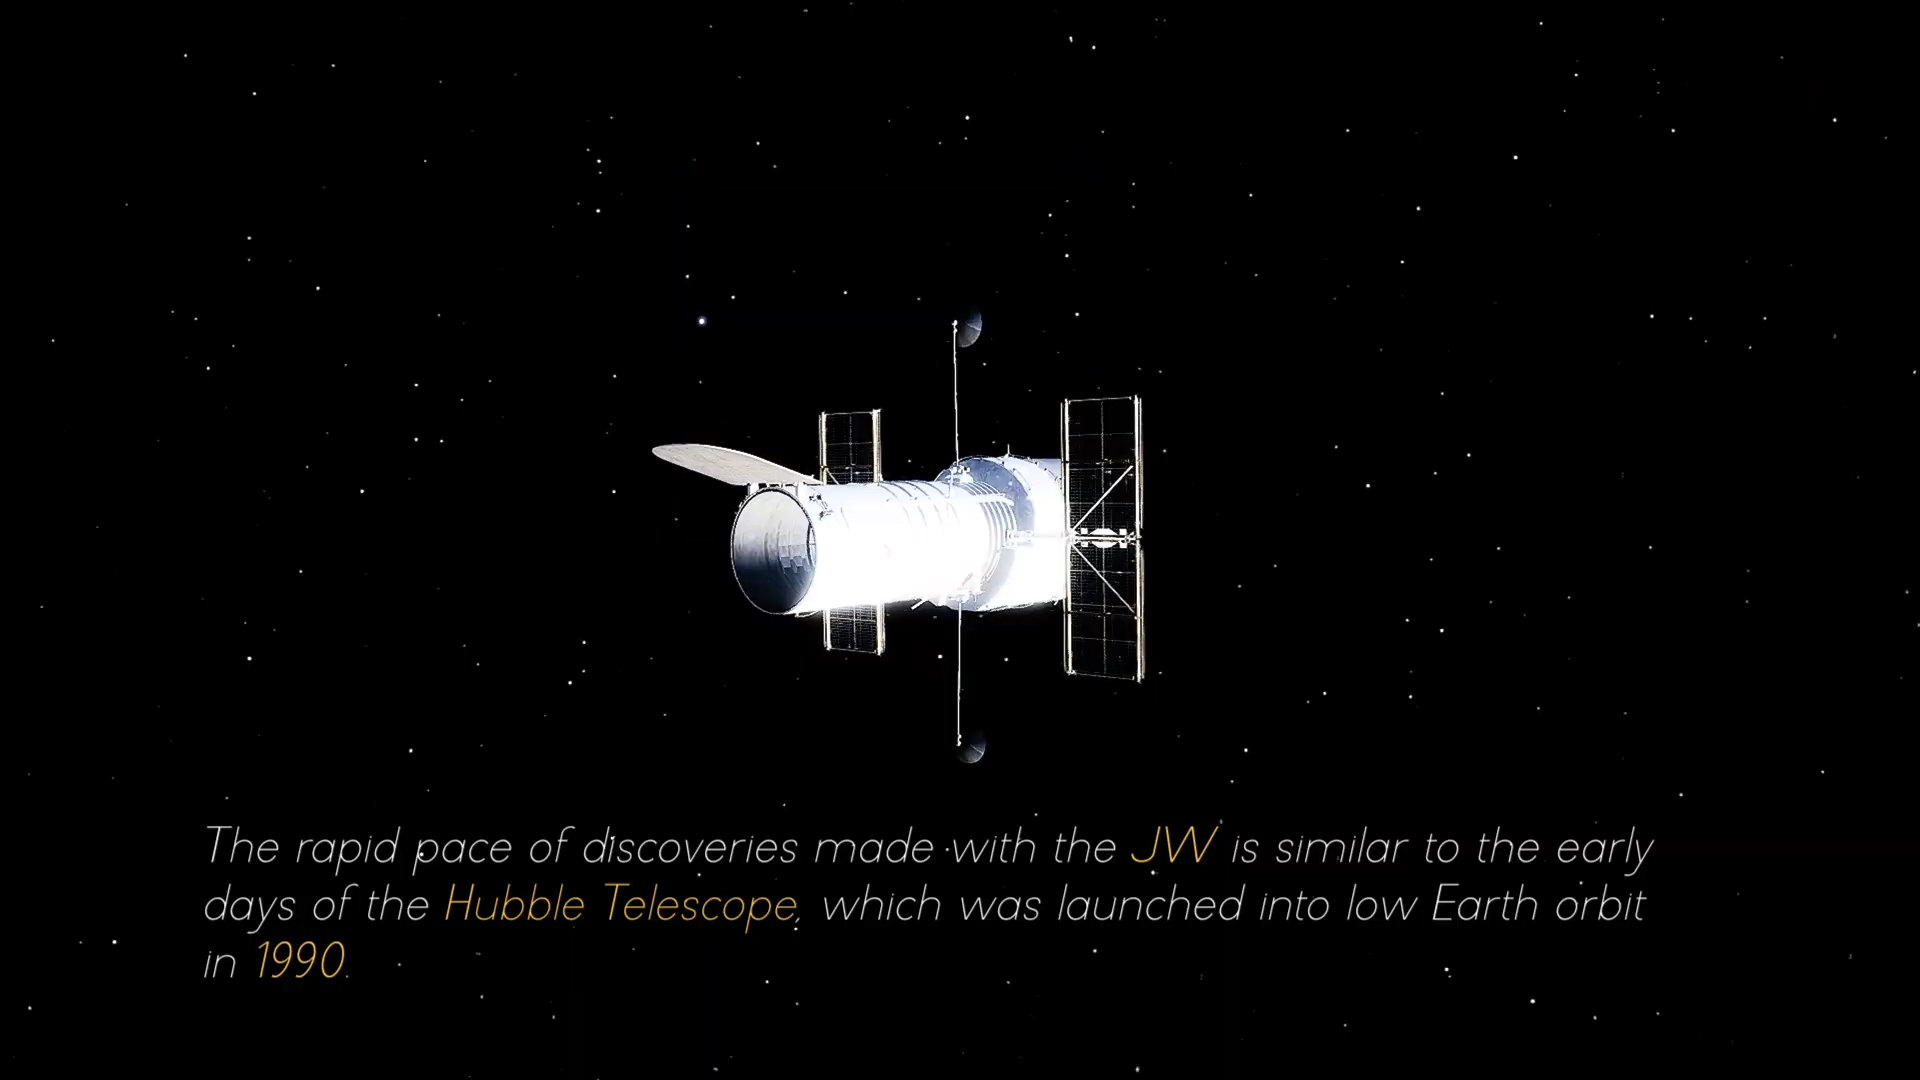 The rapid pace of discoveries made with the JW is similar to the early
days of the Hubble Telescope, which was launched into low Earth orbit
in 1990.